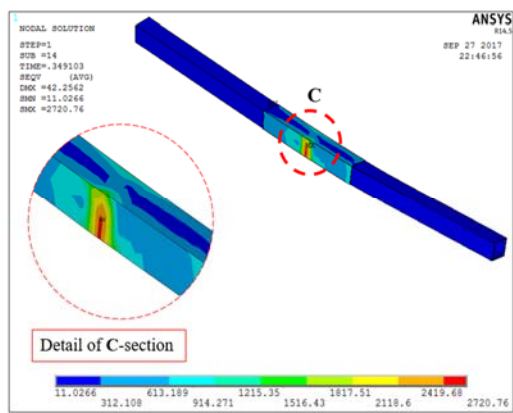 1
NODAL SOLUTION
STEP=1
SUB =14
TIME=.349103
SEQV (AVG)
DMX =42.2562
SMN =11.0266
SMX =2720.76
ANSYS
R14.5
SEP 27 2017
22:46:56
C
Detail of C-section
11.0266 613.189 1215.35 1817.51 2419.68
312.108 914.271 1516.43 2118.6 2720.76